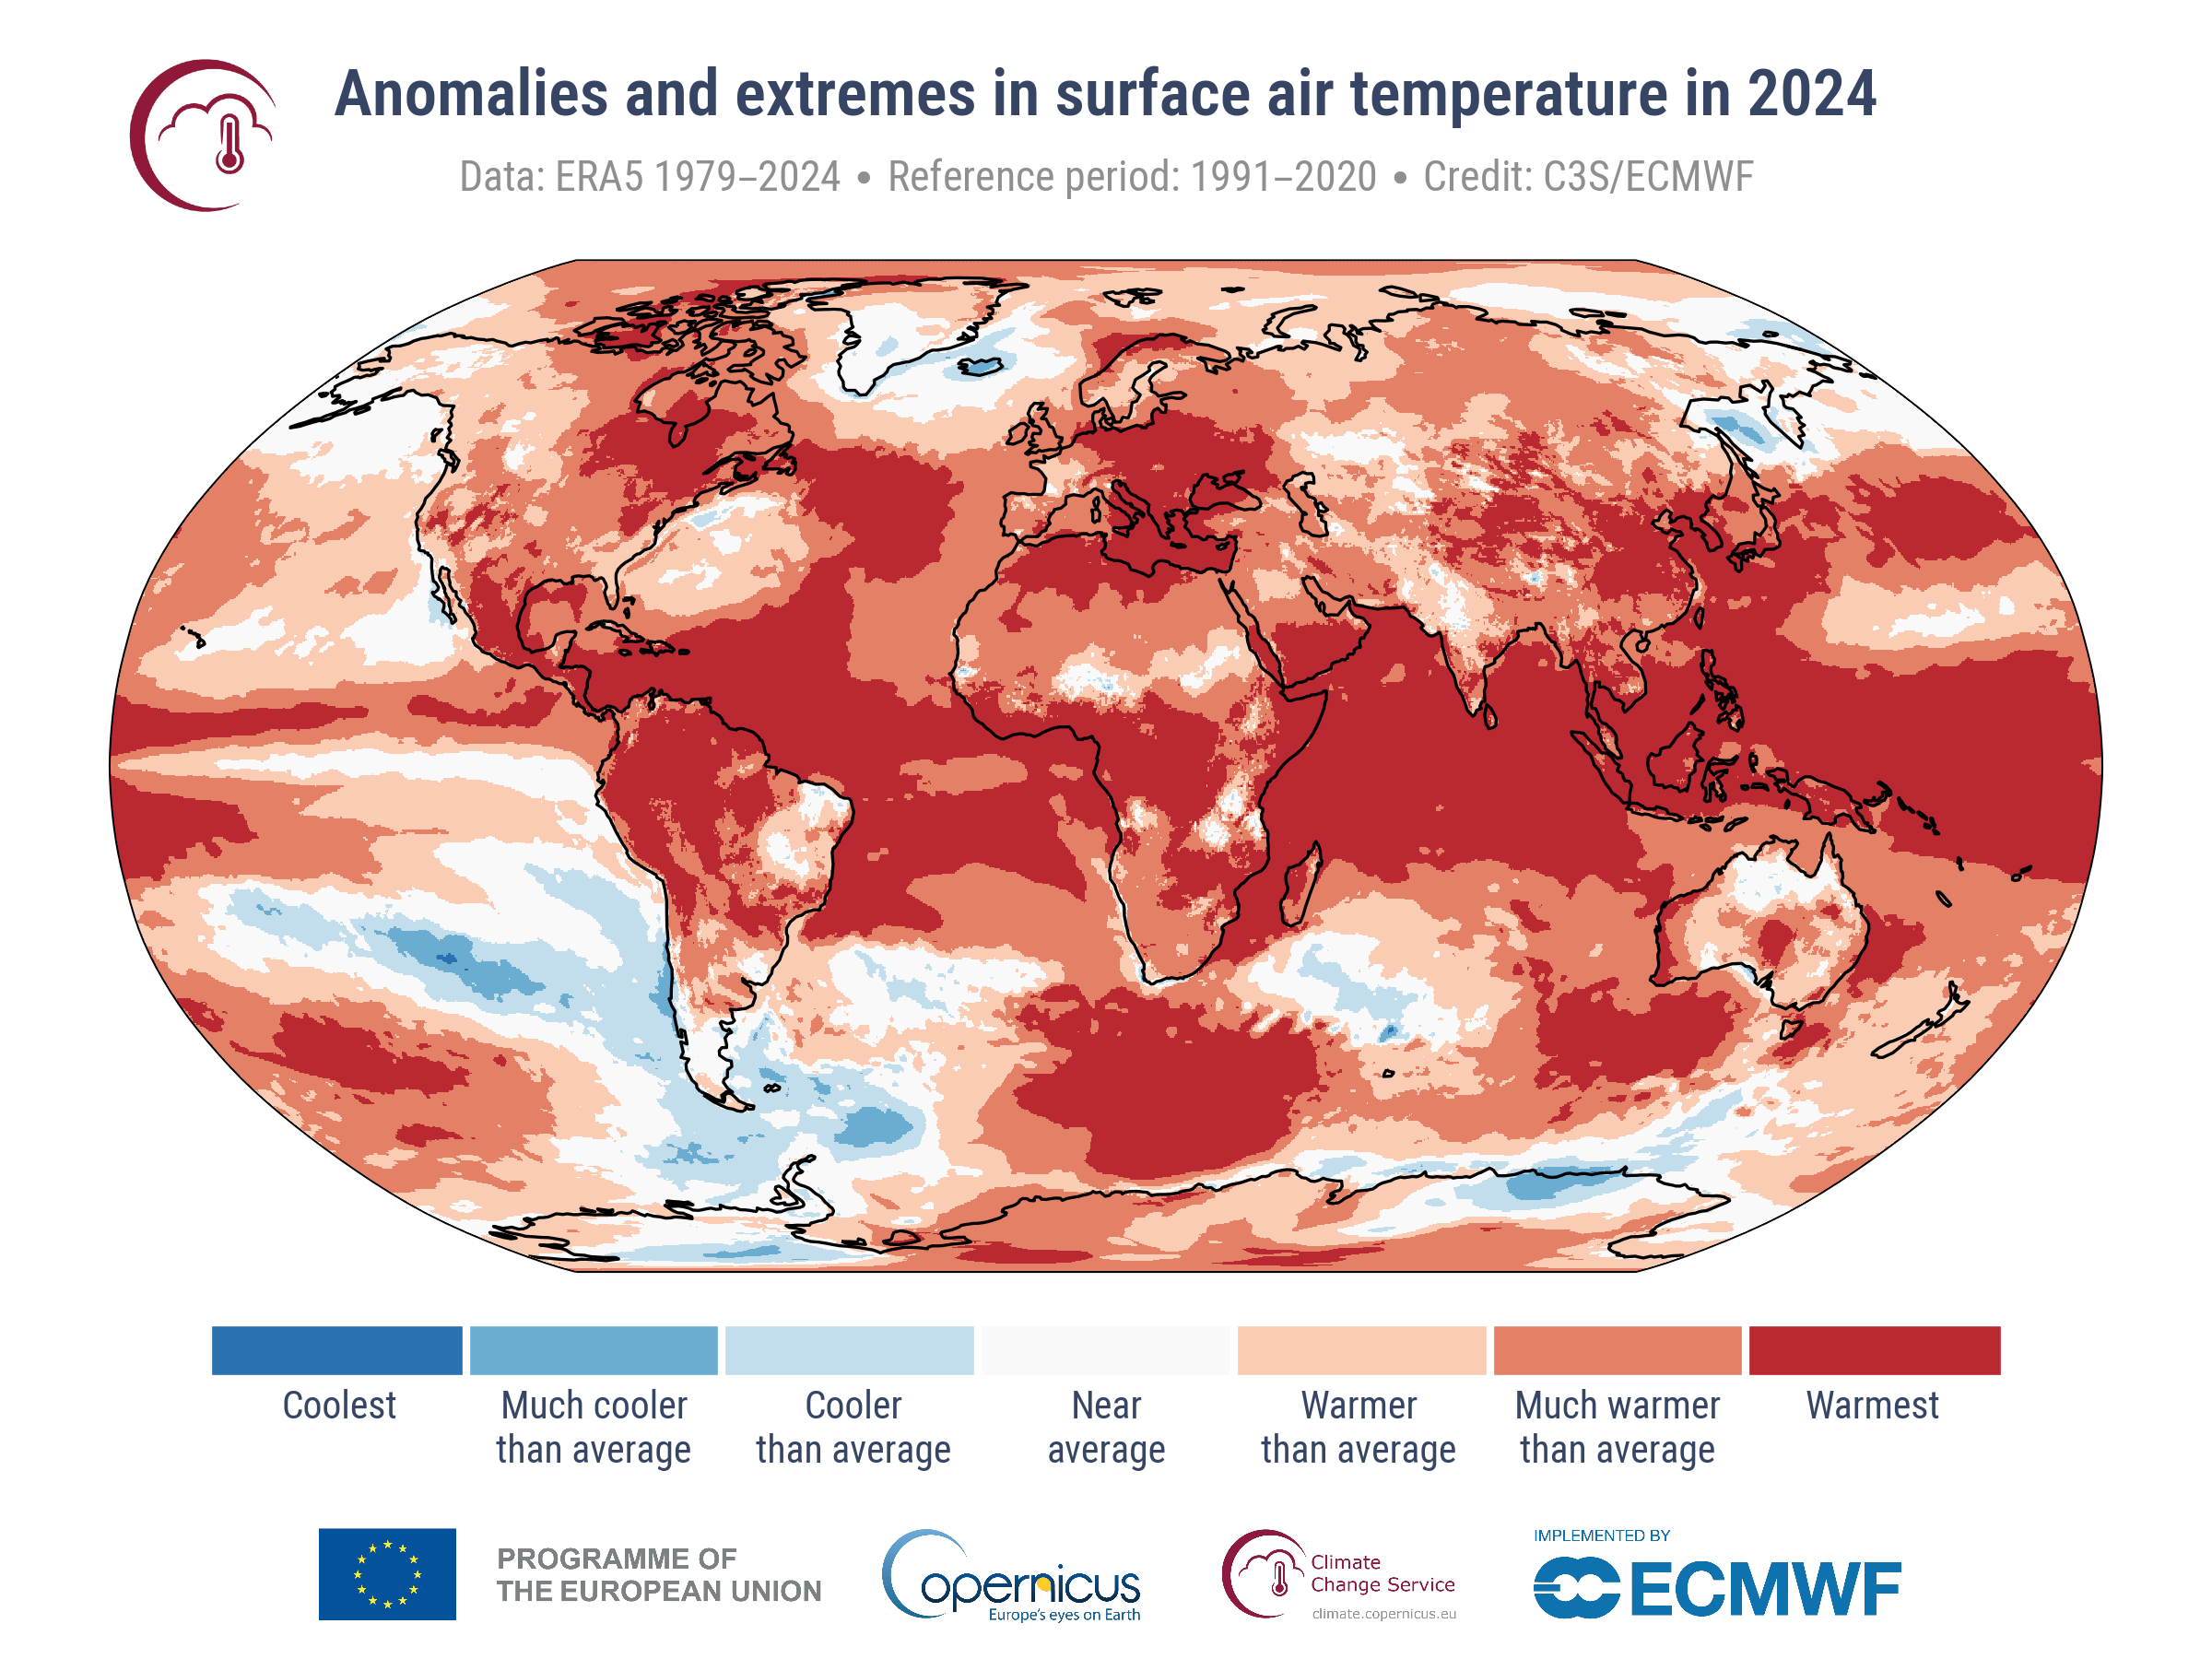 Anomalies and extremes in surface air temperature in 2024
Data: ERA5 1979–2024 • Reference period: 1991–2020 • Credit: C3S/ECMWF
Coolest
Much cooler
than average
Cooler
than average
Near
average
Warmer
than average
Much warmer
than average
Warmest
PROGRAMME OF
THE EUROPEAN UNION
opernicus
Europe's eyes on Earth
Climate
Change Service
climate.copernicus.eu
IMPLEMENTED BY
ECMWF